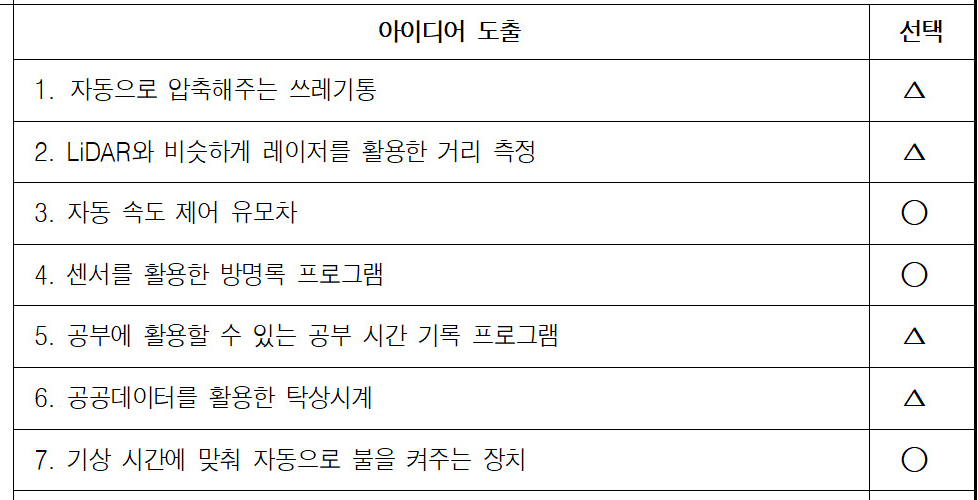 아이디어 도출 선택
1. 자동으로 압축해주는 쓰레기통 △
2. LiDAR와 비슷하게 레이저를 활용한 거리 측정 △
3. 자동 속도 제어 유모차 ○
4. 센서를 활용한 방명록 프로그램 ○
5. 공부에 활용할 수 있는 공부 시간 기록 프로그램 △
6. 공공데이터를 활용한 탁상시계 △
7. 기상 시간에 맞춰 자동으로 불을 켜주는 장치 ○